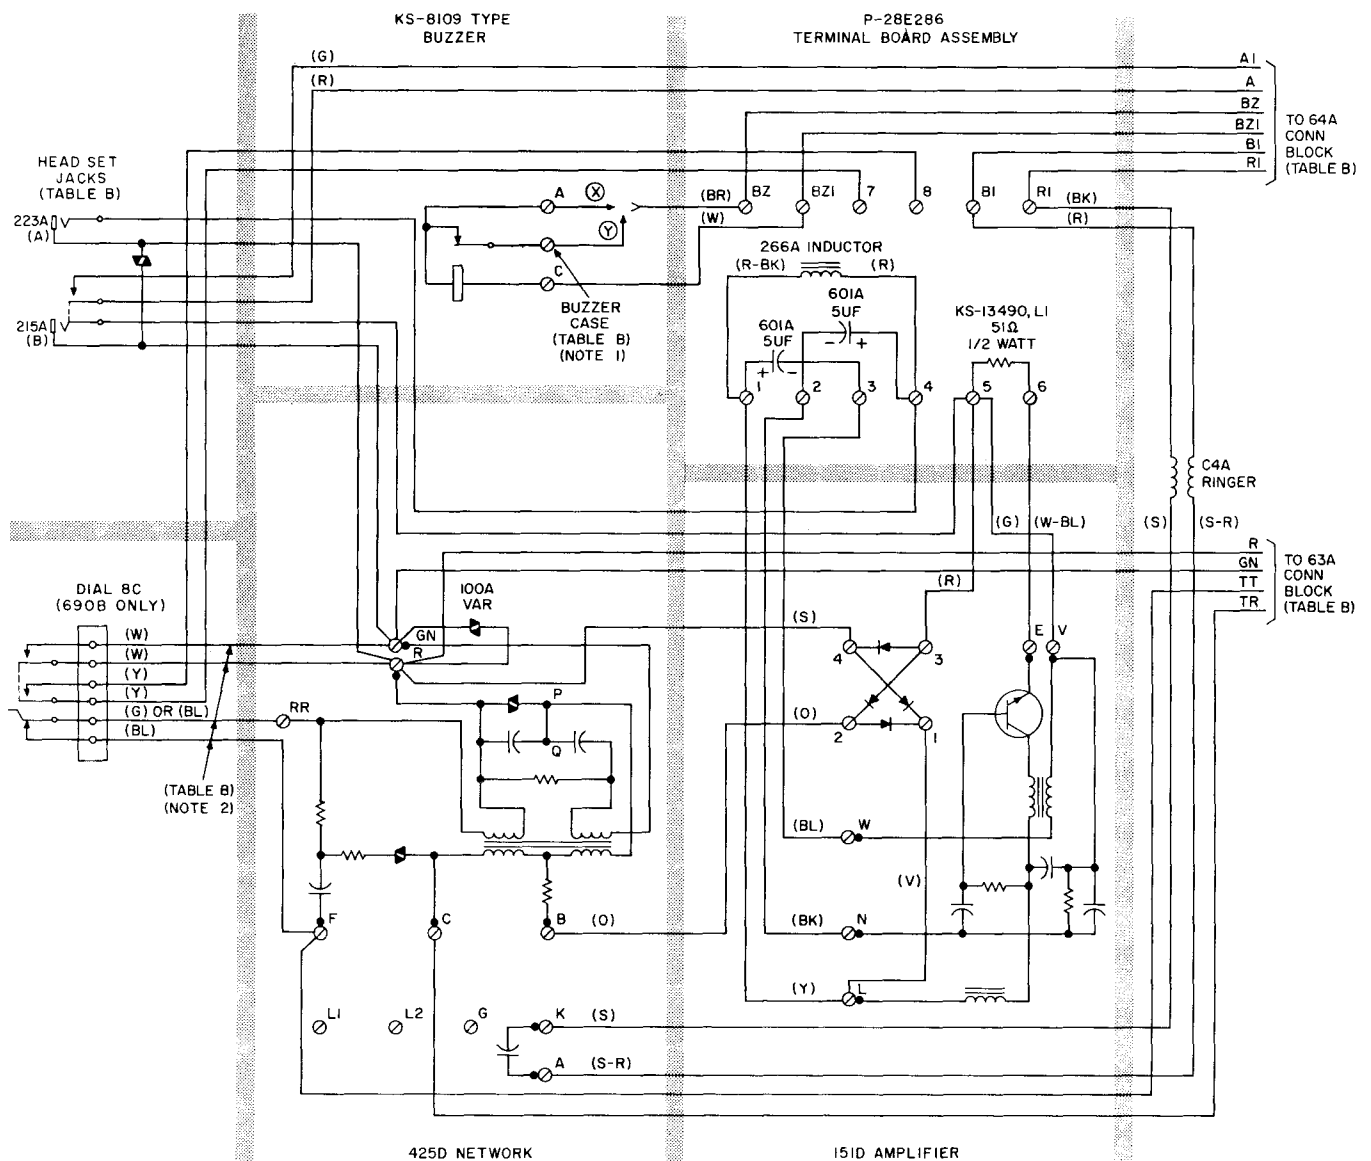 KS-8109 TYPE
BUZZER
P-28E286
TERMINAL BOARD ASSEMBLY
(G)
(R)
A1
A
BZ
BZ1
B1
R1
TO 64A
CONN
BLOCK
(TABLE B)
HEAD SET
JACKS
(TABLE B)
223A
(A)
215A
(B)
A
X
Y
C
BUZZER
CASE
(TABLE B)
(NOTE 1)
(BR)
(W)
BZ
BZ1
7
8
B1
R1
(BK)
(R)
266A INDUCTOR
(R-BK)
(R)
601A
5UF
601A
5UF
+
-
-
+
KS-13490, L1
51Ω
1/2 WATT
1
2
3
4
5
6
C4A
RINGER
(G)
(W-BL)
(S)
(S-R)
R
GN
TT
TR
TO 63A
CONN
BLOCK
(TABLE B)
DIAL 8C
(690B ONLY)
(W)
(W)
(Y)
(Y)
(G) OR (BL)
(BL)
(TABLE B)
(NOTE 2)
100A
VAR
GN
R
RR
P
Q
(S)
(R)
4
3
2
1
(O)
E
V
(BL)
W
(V)
F
C
B
(O)
(BK)
N
(Y)
L
L1
L2
G
K
(S)
A
(S-R)
425D NETWORK
151D AMPLIFIER